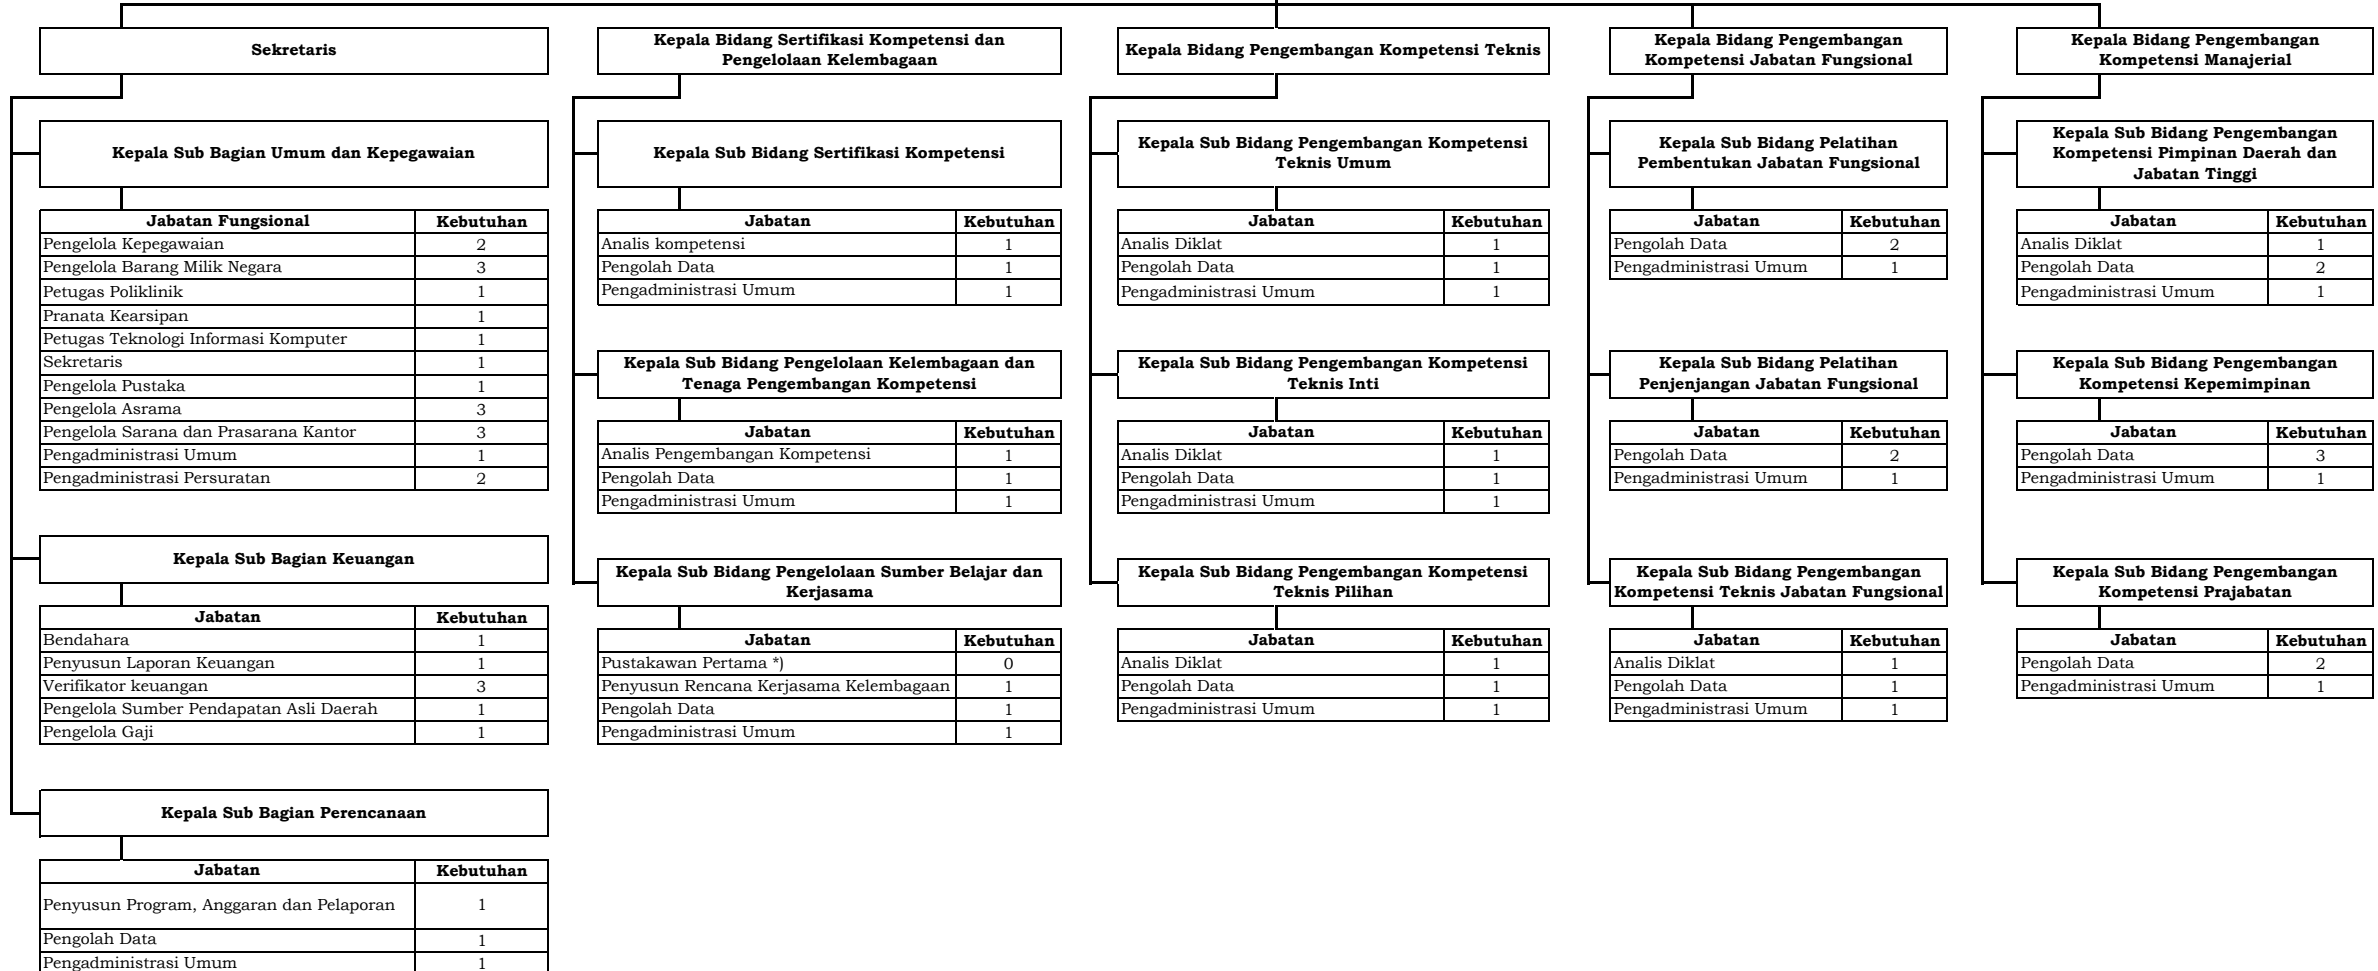 Sekretaris
Kepala Sub Bagian Umum dan Kepegawaian
Jabatan Fungsional Kebutuhan
Pengelola Kepegawaian 2
Pengelola Barang Milik Negara 3
Petugas Poliklinik 1
Pranata Kearsipan 1
Petugas Teknologi Informasi Komputer 1
Sekretaris 1
Pengelola Pustaka 1
Pengelola Asrama 3
Pengelola Sarana dan Prasarana Kantor 3
Pengadministrasi Umum 1
Pengadministrasi Persuratan 2
Kepala Sub Bagian Keuangan
Jabatan Kebutuhan
Bendahara 1
Penyusun Laporan Keuangan 1
Verifikator keuangan 3
Pengelola Sumber Pendapatan Asli Daerah 1
Pengelola Gaji 1
Kepala Sub Bagian Perencanaan
Jabatan Kebutuhan
Penyusun Program, Anggaran dan Pelaporan 1
Pengolah Data 1
Pengadministrasi Umum 1
Kepala Bidang Sertifikasi Kompetensi dan
Pengelolaan Kelembagaan
Kepala Sub Bidang Sertifikasi Kompetensi
Jabatan Kebutuhan
Analis kompetensi 1
Pengolah Data 1
Pengadministrasi Umum 1
Kepala Sub Bidang Pengelolaan Kelembagaan dan
Tenaga Pengembangan Kompetensi
Jabatan Kebutuhan
Analis Pengembangan Kompetensi 1
Pengolah Data 1
Pengadministrasi Umum 1
Kepala Sub Bidang Pengelolaan Sumber Belajar dan
Kerjasama
Jabatan Kebutuhan
Pustakawan Pertama *) 0
Penyusun Rencana Kerjasama Kelembagaan 1
Pengolah Data 1
Pengadministrasi Umum 1
Kepala Bidang Pengembangan Kompetensi Teknis
Kepala Sub Bidang Pengembangan Kompetensi
Teknis Umum
Jabatan Kebutuhan
Analis Diklat 1
Pengolah Data 1
Pengadministrasi Umum 1
Kepala Sub Bidang Pengembangan Kompetensi
Teknis Inti
Jabatan Kebutuhan
Analis Diklat 1
Pengolah Data 1
Pengadministrasi Umum 1
Kepala Sub Bidang Pengembangan Kompetensi
Teknis Pilihan
Jabatan Kebutuhan
Analis Diklat 1
Pengolah Data 1
Pengadministrasi Umum 1
Kepala Bidang Pengembangan
Kompetensi Jabatan Fungsional
Kepala Sub Bidang Pelatihan
Pembentukan Jabatan Fungsional
Jabatan Kebutuhan
Pengolah Data 2
Pengadministrasi Umum 1
Kepala Sub Bidang Pelatihan
Penjenjangan Jabatan Fungsional
Jabatan Kebutuhan
Pengolah Data 2
Pengadministrasi Umum 1
Kepala Sub Bidang Pengembangan
Kompetensi Teknis Jabatan Fungsional
Jabatan Kebutuhan
Analis Diklat 1
Pengolah Data 1
Pengadministrasi Umum 1
Kepala Bidang Pengembangan
Kompetensi Manajerial
Kepala Sub Bidang Pengembangan
Kompetensi Pimpinan Daerah dan
Jabatan Tinggi
Jabatan Kebutuhan
Analis Diklat 1
Pengolah Data 2
Pengadministrasi Umum 1
Kepala Sub Bidang Pengembangan
Kompetensi Kepemimpinan
Jabatan Kebutuhan
Pengolah Data 3
Pengadministrasi Umum 1
Kepala Sub Bidang Pengembangan
Kompetensi Prajabatan
Jabatan Kebutuhan
Pengolah Data 2
Pengadministrasi Umum 1